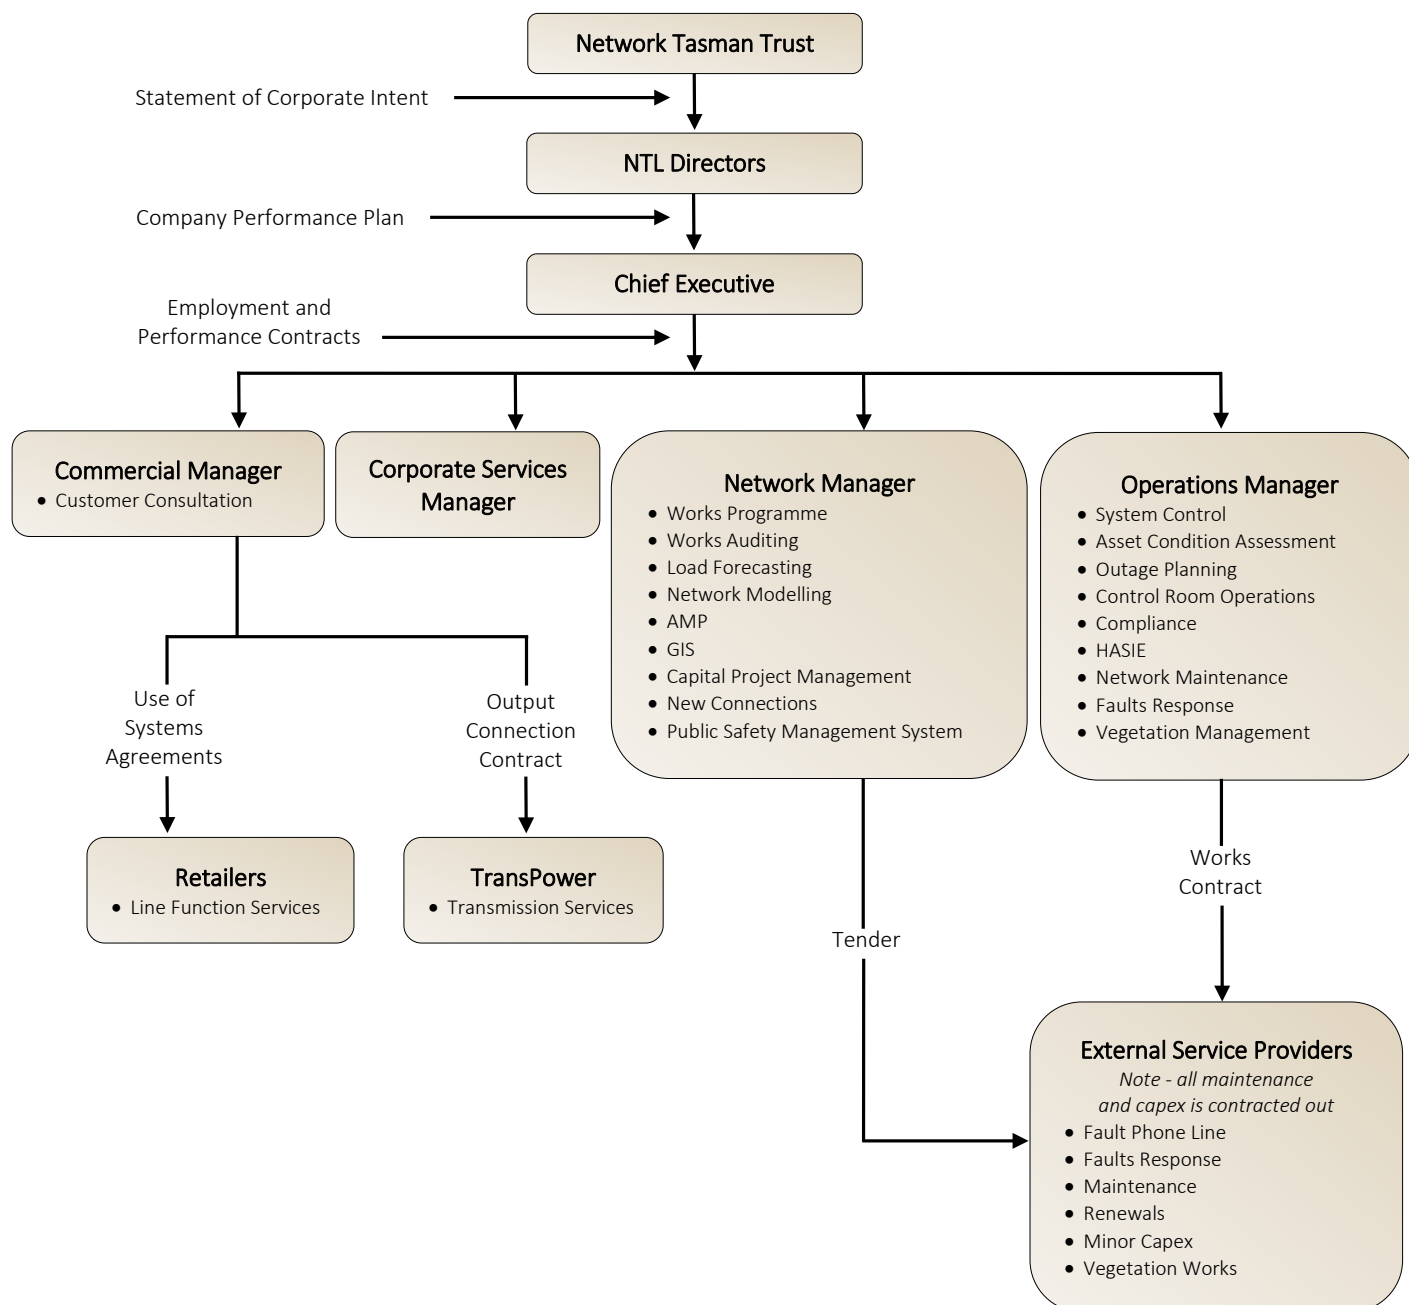 Network Tasman Trust
Statement of Corporate Intent
NTL Directors
Company Performance Plan
Chief Executive
Employment and
Performance Contracts
Commercial Manager
• Customer Consultation
Corporate Services
Manager
Network Manager
• Works Programme
• Works Auditing
• Load Forecasting
• Network Modelling
• AMP
• GIS
• Capital Project Management
• New Connections
• Public Safety Management System
Operations Manager
• System Control
• Asset Condition Assessment
• Outage Planning
• Control Room Operations
• Compliance
• HASIE
• Network Maintenance
• Faults Response
• Vegetation Management
Use of
Systems
Agreements
Output
Connection
Contract
Retailers
• Line Function Services
TransPower
• Transmission Services
Tender
Works
Contract
External Service Providers
Note - all maintenance
and capex is contracted out
• Fault Phone Line
• Faults Response
• Maintenance
• Renewals
• Minor Capex
• Vegetation Works